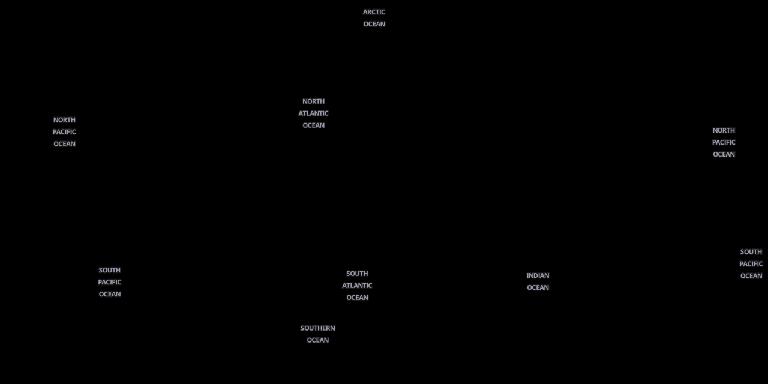 ARCTIC
OCEAN
NORTH
ATLANTIC
OCEAN
NORTH
PACIFIC
OCEAN
NORTH
PACIFIC
OCEAN
SOUTH
PACIFIC
OCEAN
SOUTH
PACIFIC
OCEAN
SOUTH
ATLANTIC
OCEAN
INDIAN
OCEAN
SOUTHERN
OCEAN